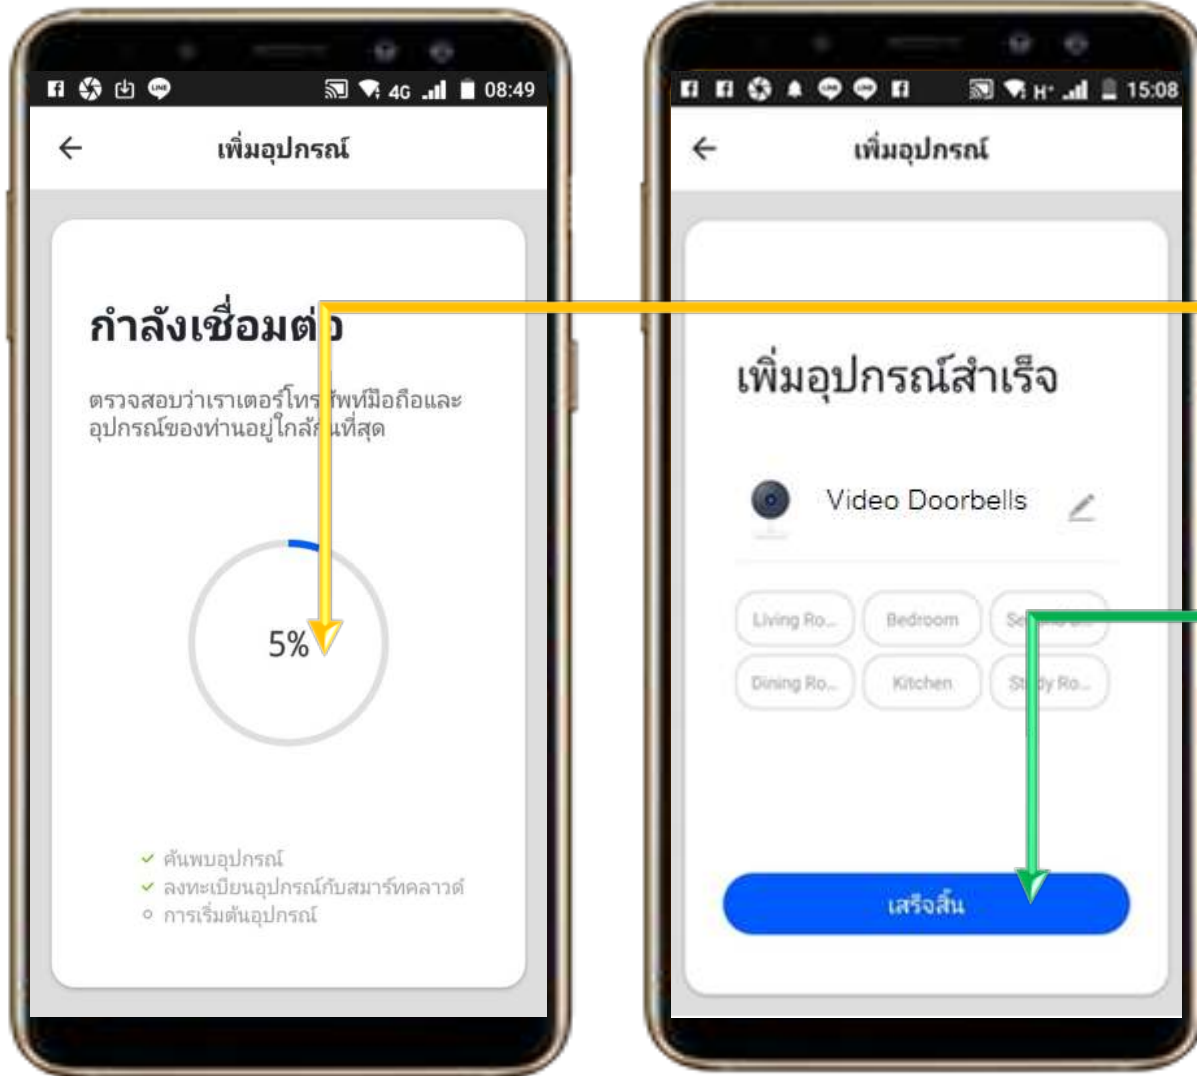 4G 08:49
เพิ่มอุปกรณ์
กำลังเชื่อมต่อ
ตรวจสอบว่าเราเตอร์โทรศัพท์มือถือและ
อุปกรณ์ของท่านอยู่ใกล้กันที่สุด
5%
ค้นพบอุปกรณ์
ลงทะเบียนอุปกรณ์กับสมาร์ทคลาวด์
การเริ่มต้นอุปกรณ์
H+ 15:08
เพิ่มอุปกรณ์
เพิ่มอุปกรณ์สำเร็จ
Video Doorbells
Living Ro... Bedroom
Dining Ro... Kitchen Study Ro...
เสร็จสิ้น